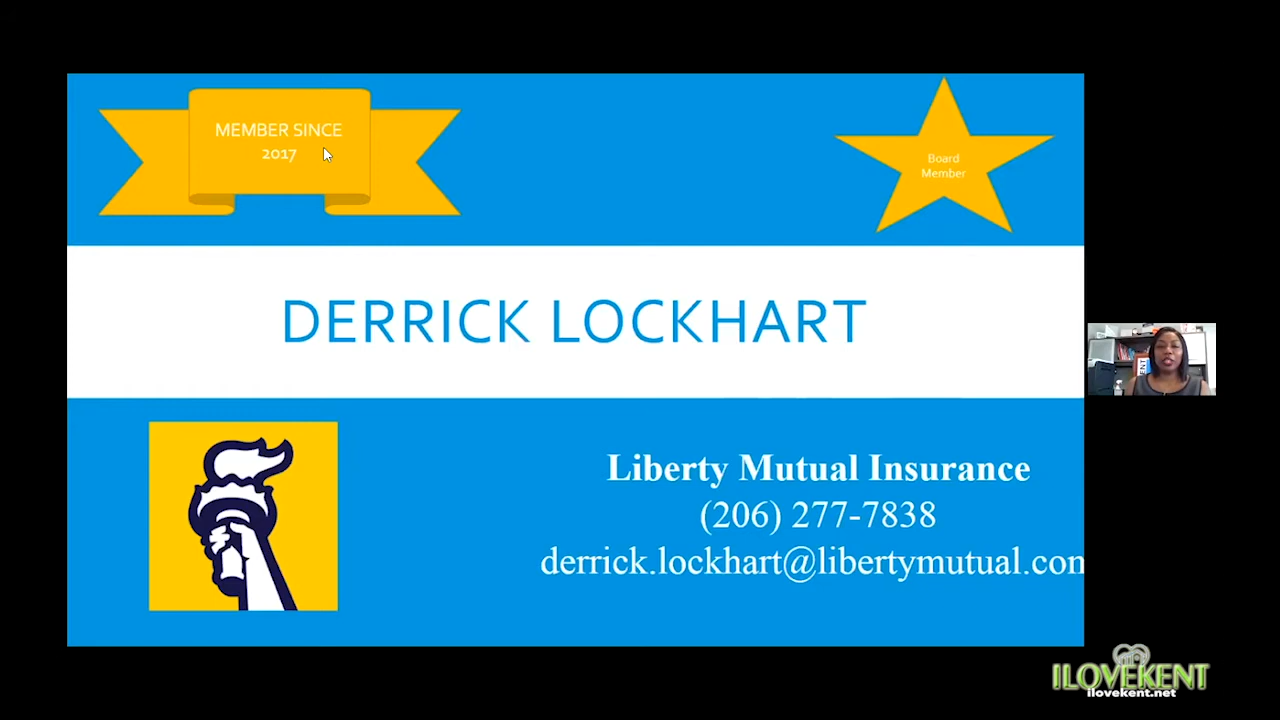 MEMBER SINCE
2017
Board
Member
DERRICK LOCKHART
Liberty Mutual Insurance
(206) 277-7838
derrick.lockhart@libertymutual.con
ILOVEKENT
ilovekent.net